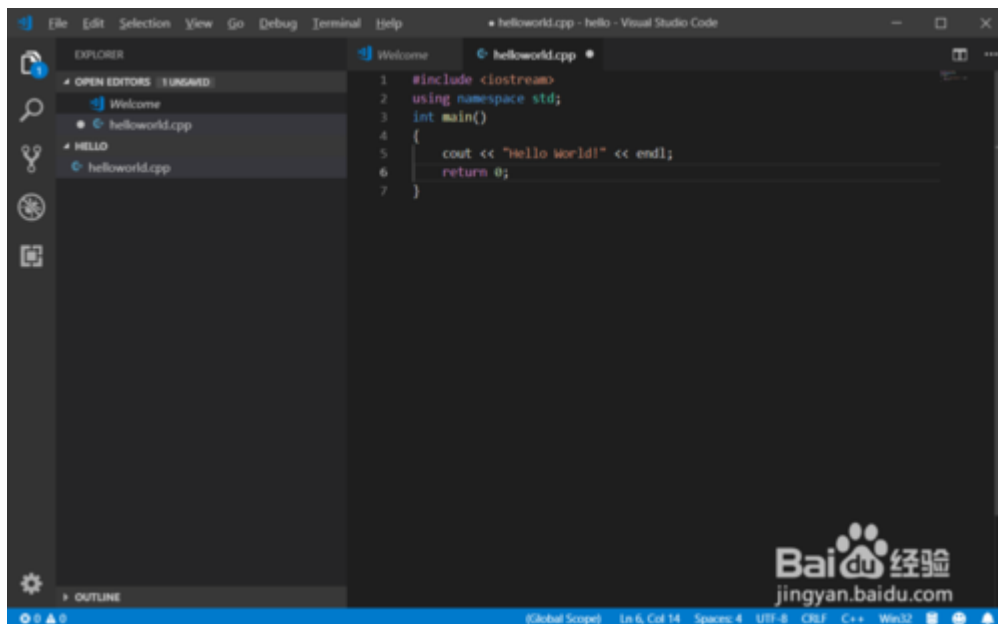 File Edit Selection View Go Debug Terminal Help
● helloworld.cpp - hello - Visual Studio Code
EXPLORER
OPEN EDITORS 1 UNSAVED
Welcome
● helloworld.cpp
HELLO
helloworld.cpp
OUTLINE
Welcome helloworld.cpp ●
1 #include <iostream>
2 using namespace std;
3 int main()
4 {
5 cout << "Hello World!" << endl;
6 return 0;
7 }
Bai du 经验
jingyan.baidu.com
0 0 (Global Scope) Ln 6, Col 14 Spaces: 4 UTF-8 CRLF C++ Win32
1